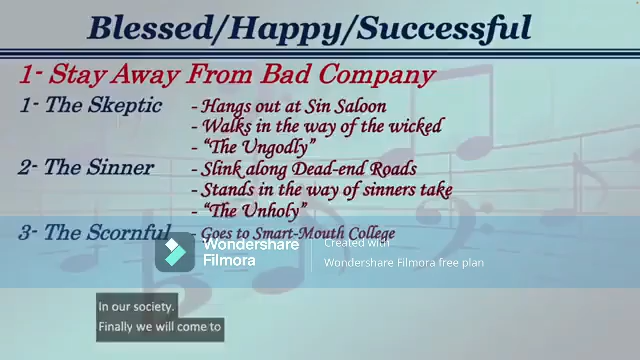 Blessed/Happy/Successful
1- Stay Away From Bad Company
1- The Skeptic - Hangs out at Sin Saloon
- Walks in the way of the wicked
- “The Ungodly”
2- The Sinner - Slink along Dead-end Roads
- Stands in the way of sinners take
- “The Unholy”
3- The Scornful - Goes to Smart-Mouth College
Wondershare
Filmora
Created with
Wondershare Filmora free plan
In our society.
Finally we will come to